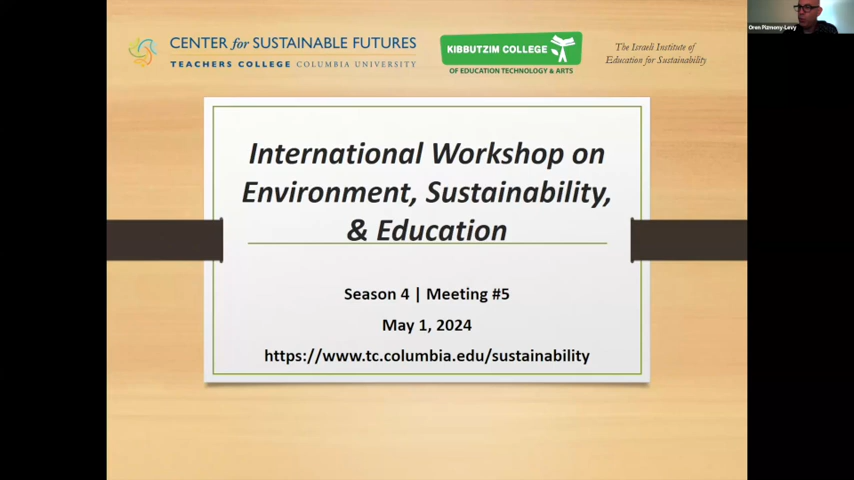 CENTER for SUSTAINABLE FUTURES
TEACHERS COLLEGE COLUMBIA UNIVERSITY
KIBBUTZIM COLLEGE
OF EDUCATION TECHNOLOGY & ARTS
The Israeli Institute of
Education for Sustainability
Oren Pizmony-Levy
International Workshop on
Environment, Sustainability,
& Education
Season 4 | Meeting #5
May 1, 2024
https://www.tc.columbia.edu/sustainability